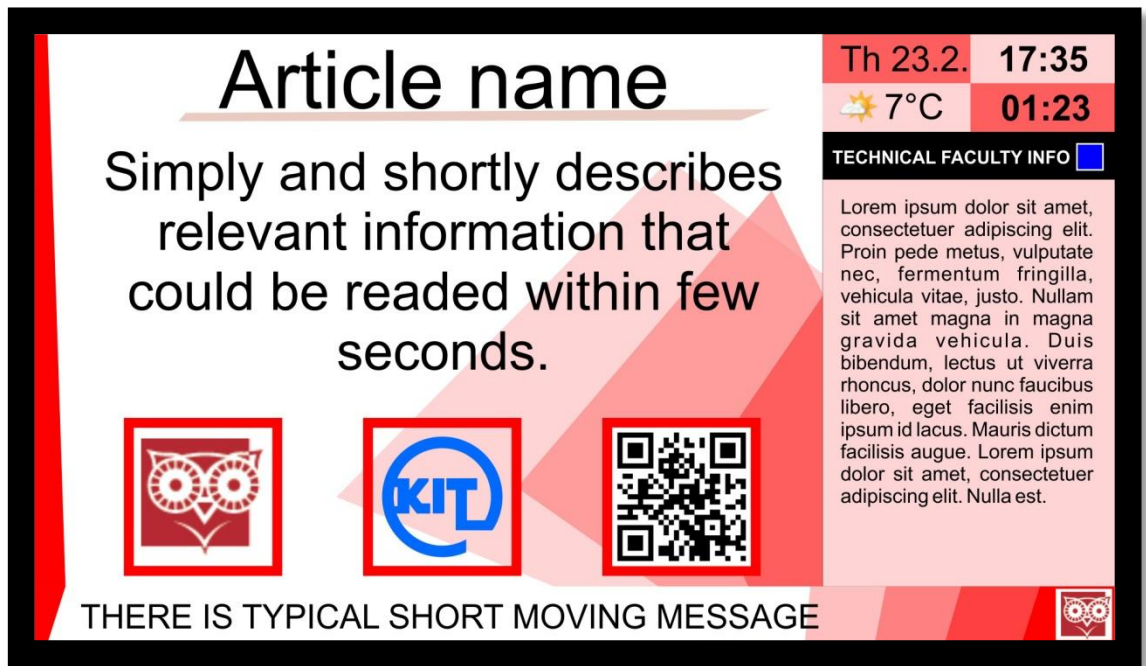 Article name
Simply and shortly describes
relevant information that
could be readed within few
seconds.
KIT
THERE IS TYPICAL SHORT MOVING MESSAGE
Th 23.2.
17:35
7°C
01:23
TECHNICAL FACULTY INFO
Lorem ipsum dolor sit amet,
consectetuer adipiscing elit.
Proin pede metus, vulputate
nec, fermentum fringilla,
vehicula vitae, justo. Nullam
sit amet magna in magna
gravida vehicula. Duis
bibendum, lectus ut viverra
rhoncus, dolor nunc faucibus
libero, eget facilisis enim
ipsum id lacus. Mauris dictum
facilisis augue. Lorem ipsum
dolor sit amet, consectetuer
adipiscing elit. Nulla est.